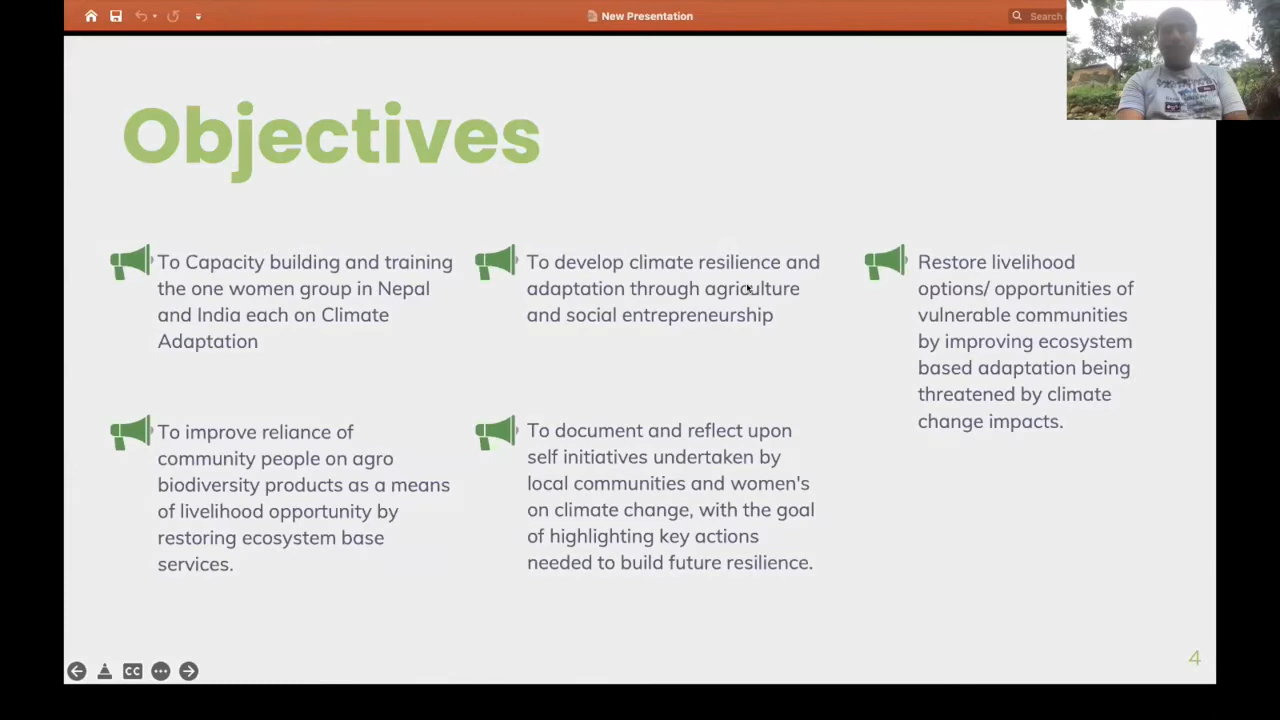 New Presentation
Search
Objectives
To Capacity building and training
the one women group in Nepal
and India each on Climate
Adaptation
To develop climate resilience and
adaptation through agriculture
and social entrepreneurship
Restore livelihood
options/ opportunities of
vulnerable communities
by improving ecosystem
based adaptation being
threatened by climate
change impacts.
To improve reliance of
community people on agro
biodiversity products as a means
of livelihood opportunity by
restoring ecosystem base
services.
To document and reflect upon
self initiatives undertaken by
local communities and women's
on climate change, with the goal
of highlighting key actions
needed to build future resilience.
CC
4